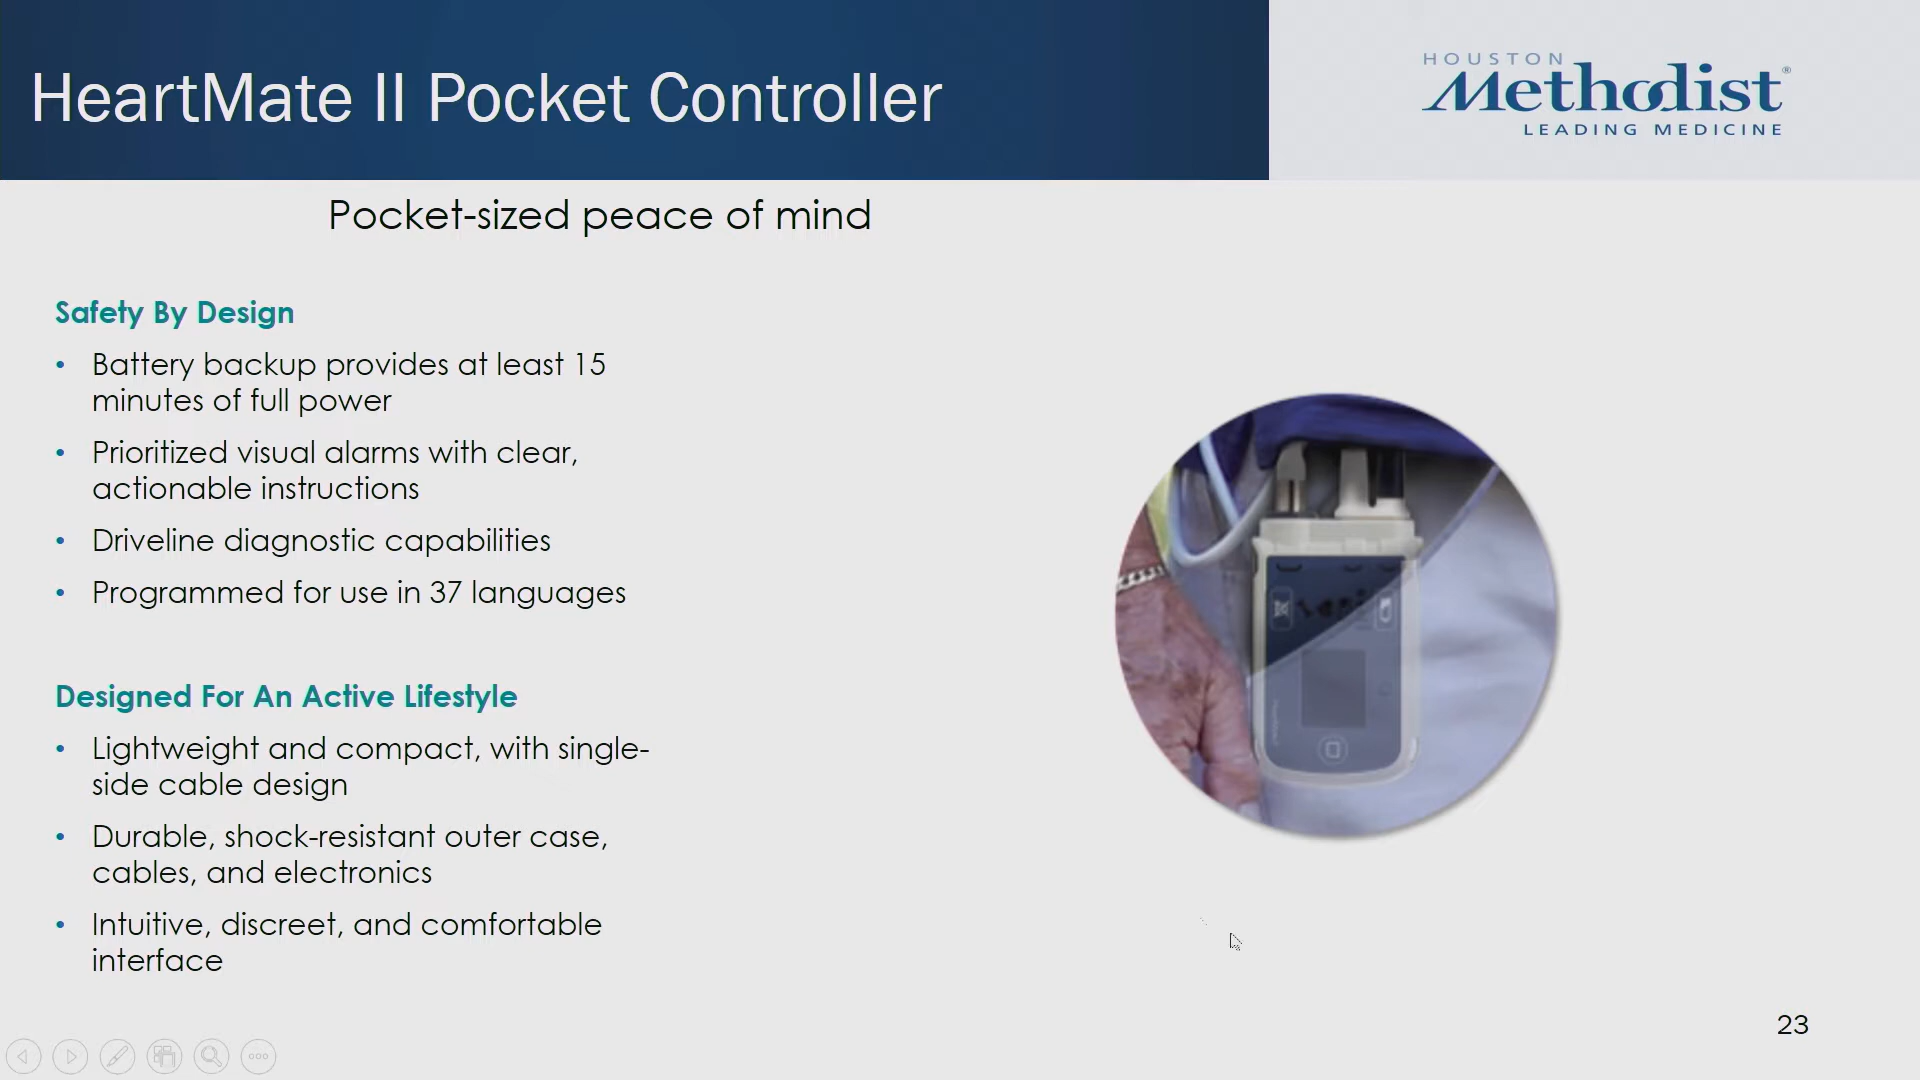 HeartMate II Pocket Controller
HOUSTON
Methodist®
LEADING MEDICINE
Pocket-sized peace of mind
Safety By Design
• Battery backup provides at least 15
minutes of full power
• Prioritized visual alarms with clear,
actionable instructions
• Driveline diagnostic capabilities
• Programmed for use in 37 languages
Designed For An Active Lifestyle
• Lightweight and compact, with single-
side cable design
• Durable, shock-resistant outer case,
cables, and electronics
• Intuitive, discreet, and comfortable
interface
23